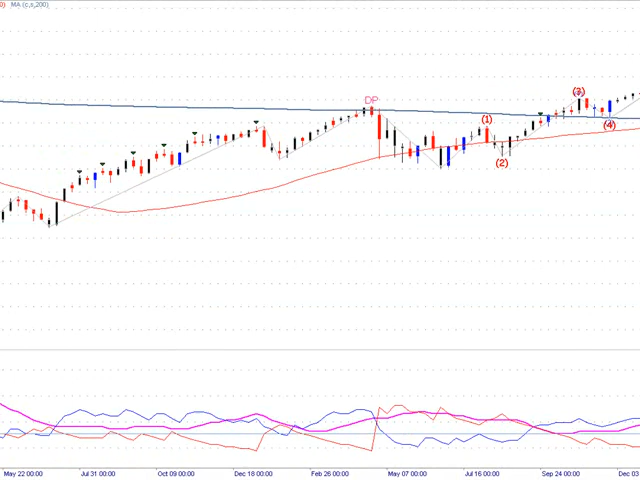 0) MA (c,s,200)
DP
(3)
(1)
(4)
(2)
May 22 00:00 Jul 31 00:00 Oct 09 00:00 Dec 18 00:00 Feb 26 00:00 May 07 00:00 Jul 16 00:00 Sep 24 00:00 Dec 03